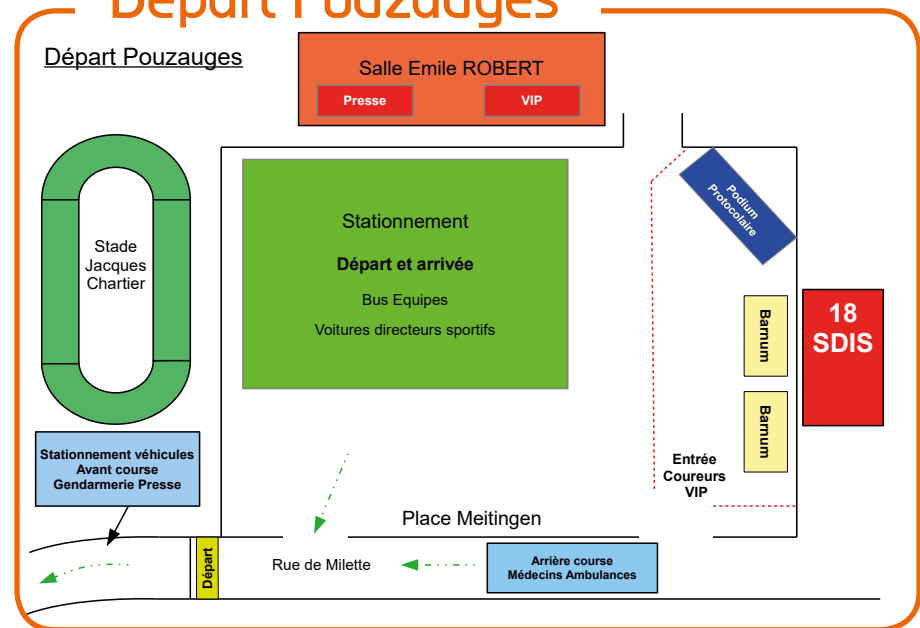 Départ Pouzauges
Départ Pouzauges
Salle Emile ROBERT
Presse
VIP
Podium
Protocolaire
Stade
Jacques
Chartier
Stationnement
Départ et arrivée
Bus Equipes
Voitures directeurs sportifs
Barnum
18
SDIS
Barnum
Stationnement véhicules
Avant course
Gendarmerie Presse
Entrée
Coureurs
VIP
Place Meitingen
Départ
Rue de Milette
Arrière course
Médecins Ambulances